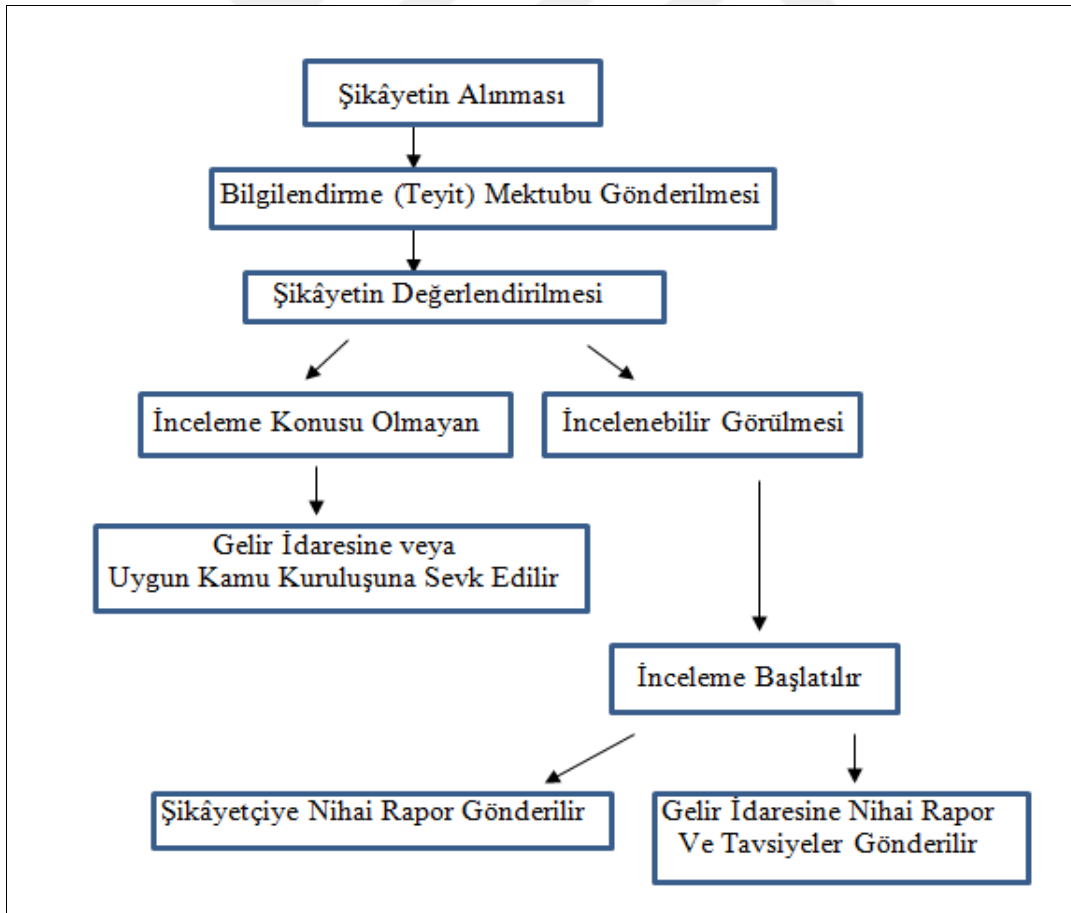 Şikâyetin Alınması
Bilgilendirme (Teyit) Mektubu Gönderilmesi
Şikâyetin Değerlendirilmesi
İnceleme Konusu Olmayan
İncelenebilir Görülmesi
Gelir İdaresine veya
Uygun Kamu Kuruluşuna Sevk Edilir
İnceleme Başlatılır
Şikâyetçiye Nihai Rapor Gönderilir
Gelir İdaresine Nihai Rapor
Ve Tavsiyeler Gönderilir